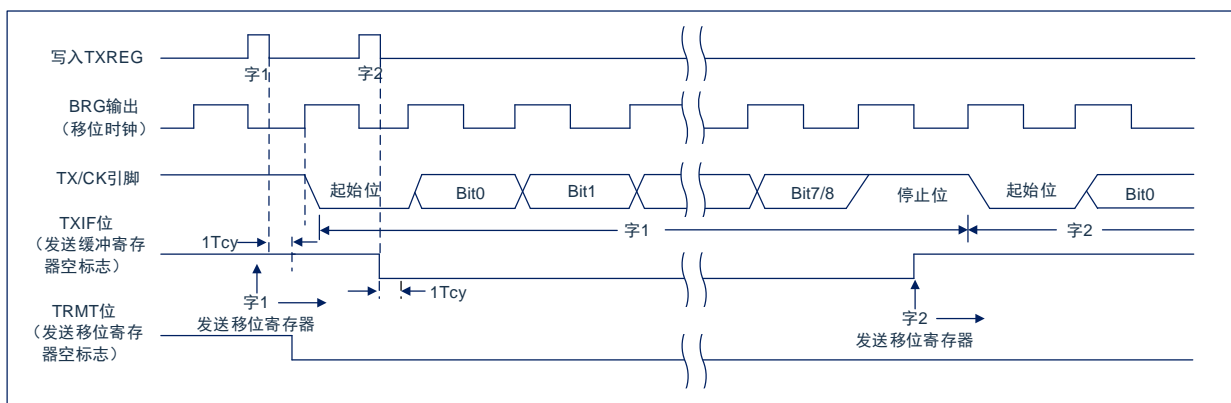 写入TXREG
字1
字2
BRG输出
（移位时钟）
TX/CK引脚
起始位
Bit0
Bit1
Bit7/8
停止位
起始位
Bit0
TXIF位
（发送缓冲寄存
器空标志）
1Tcy
字1
字2
1Tcy
字1
发送移位寄存器
字2
发送移位寄存器
TRMT位
（发送移位寄存
器空标志）